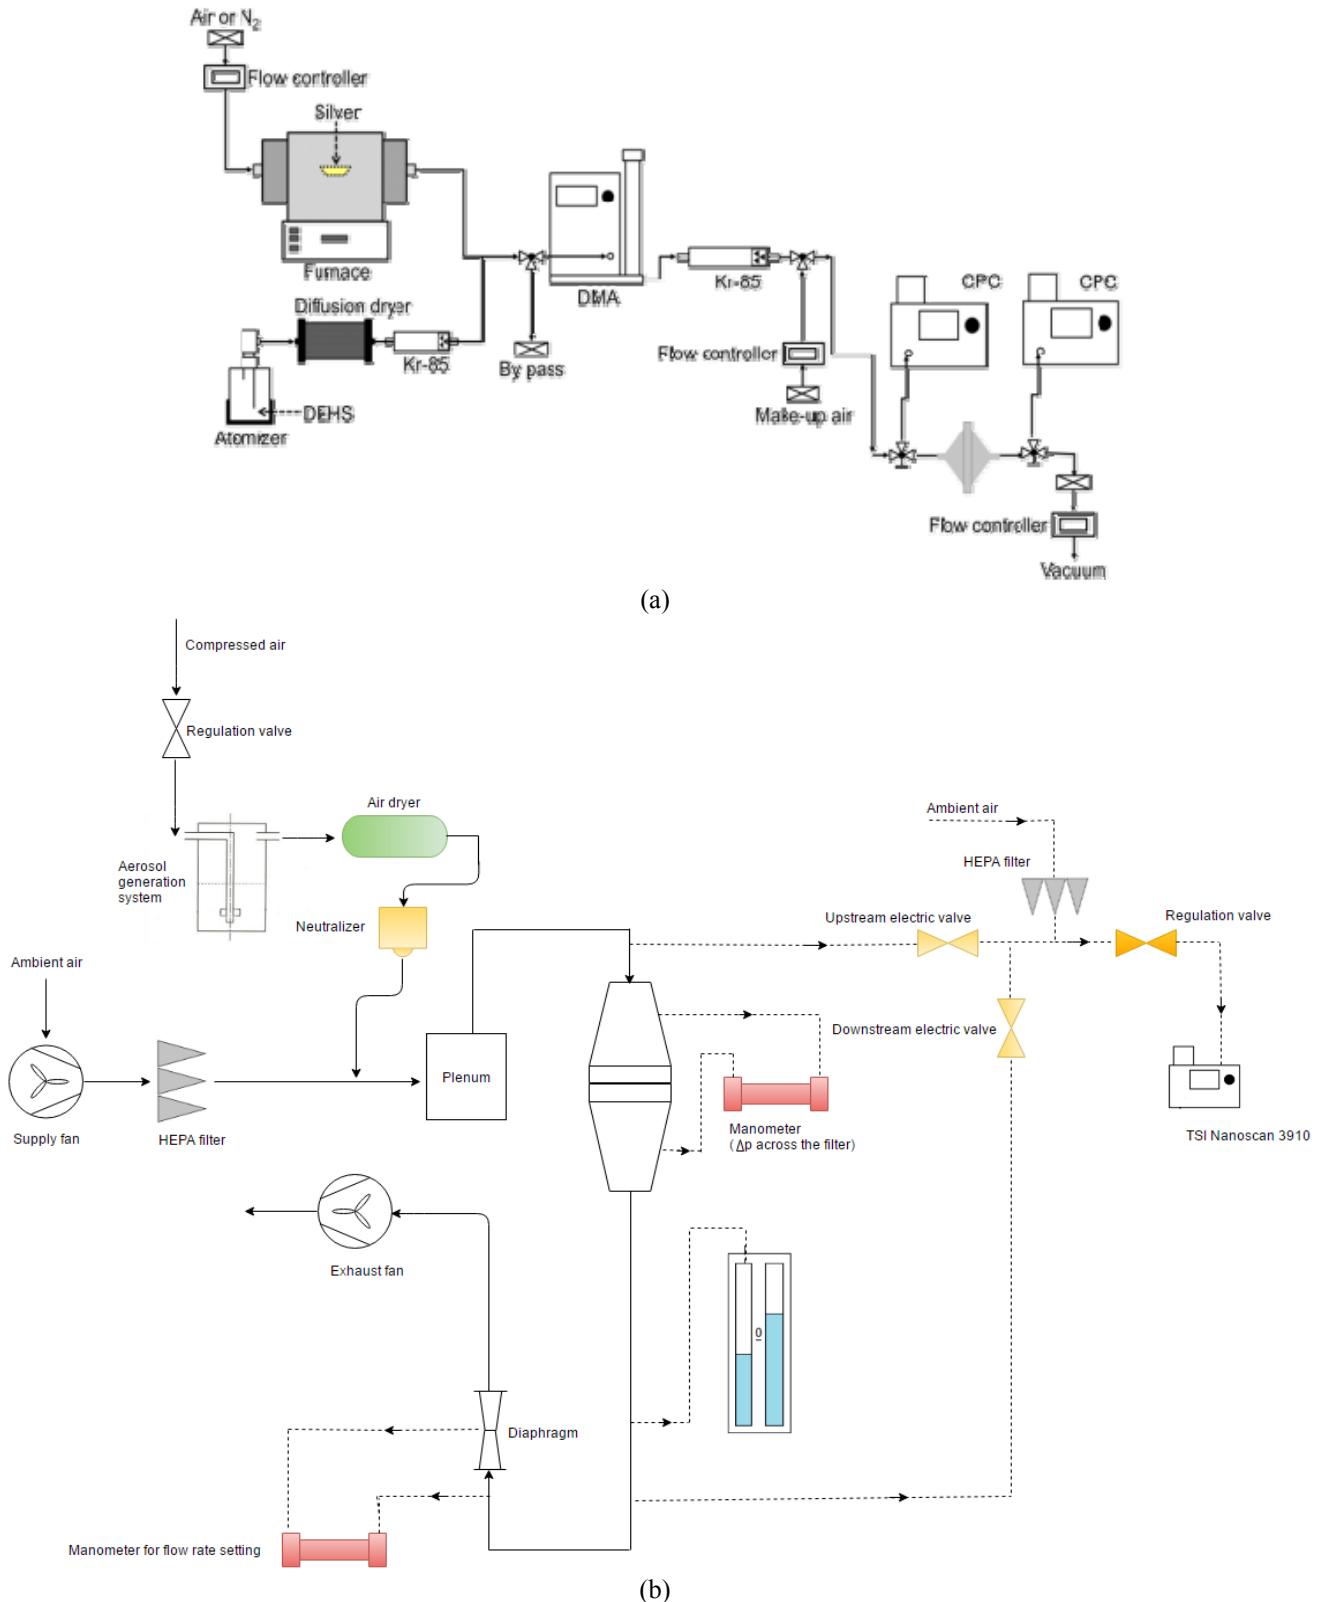 Air or N2
Flow controller
Silver
Furnace
Diffusion dryer
Kr-85
DEHS
Atomizer
By pass
DMA
Kr-85
Flow controller
Make-up air
CPC
CPC
Flow controller
Vacuum
(a)
Compressed air
Regulation valve
Air dryer
Aerosol
generation
system
Neutralizer
Ambient air
Supply fan
HEPA filter
Plenum
Ambient air
HEPA filter
Upstream electric valve
Regulation valve
Downstream electric valve
Manometer
(Δp across the filter)
TSI Nanoscan 3910
Exhaust fan
0
Diaphragm
Manometer for flow rate setting
(b)